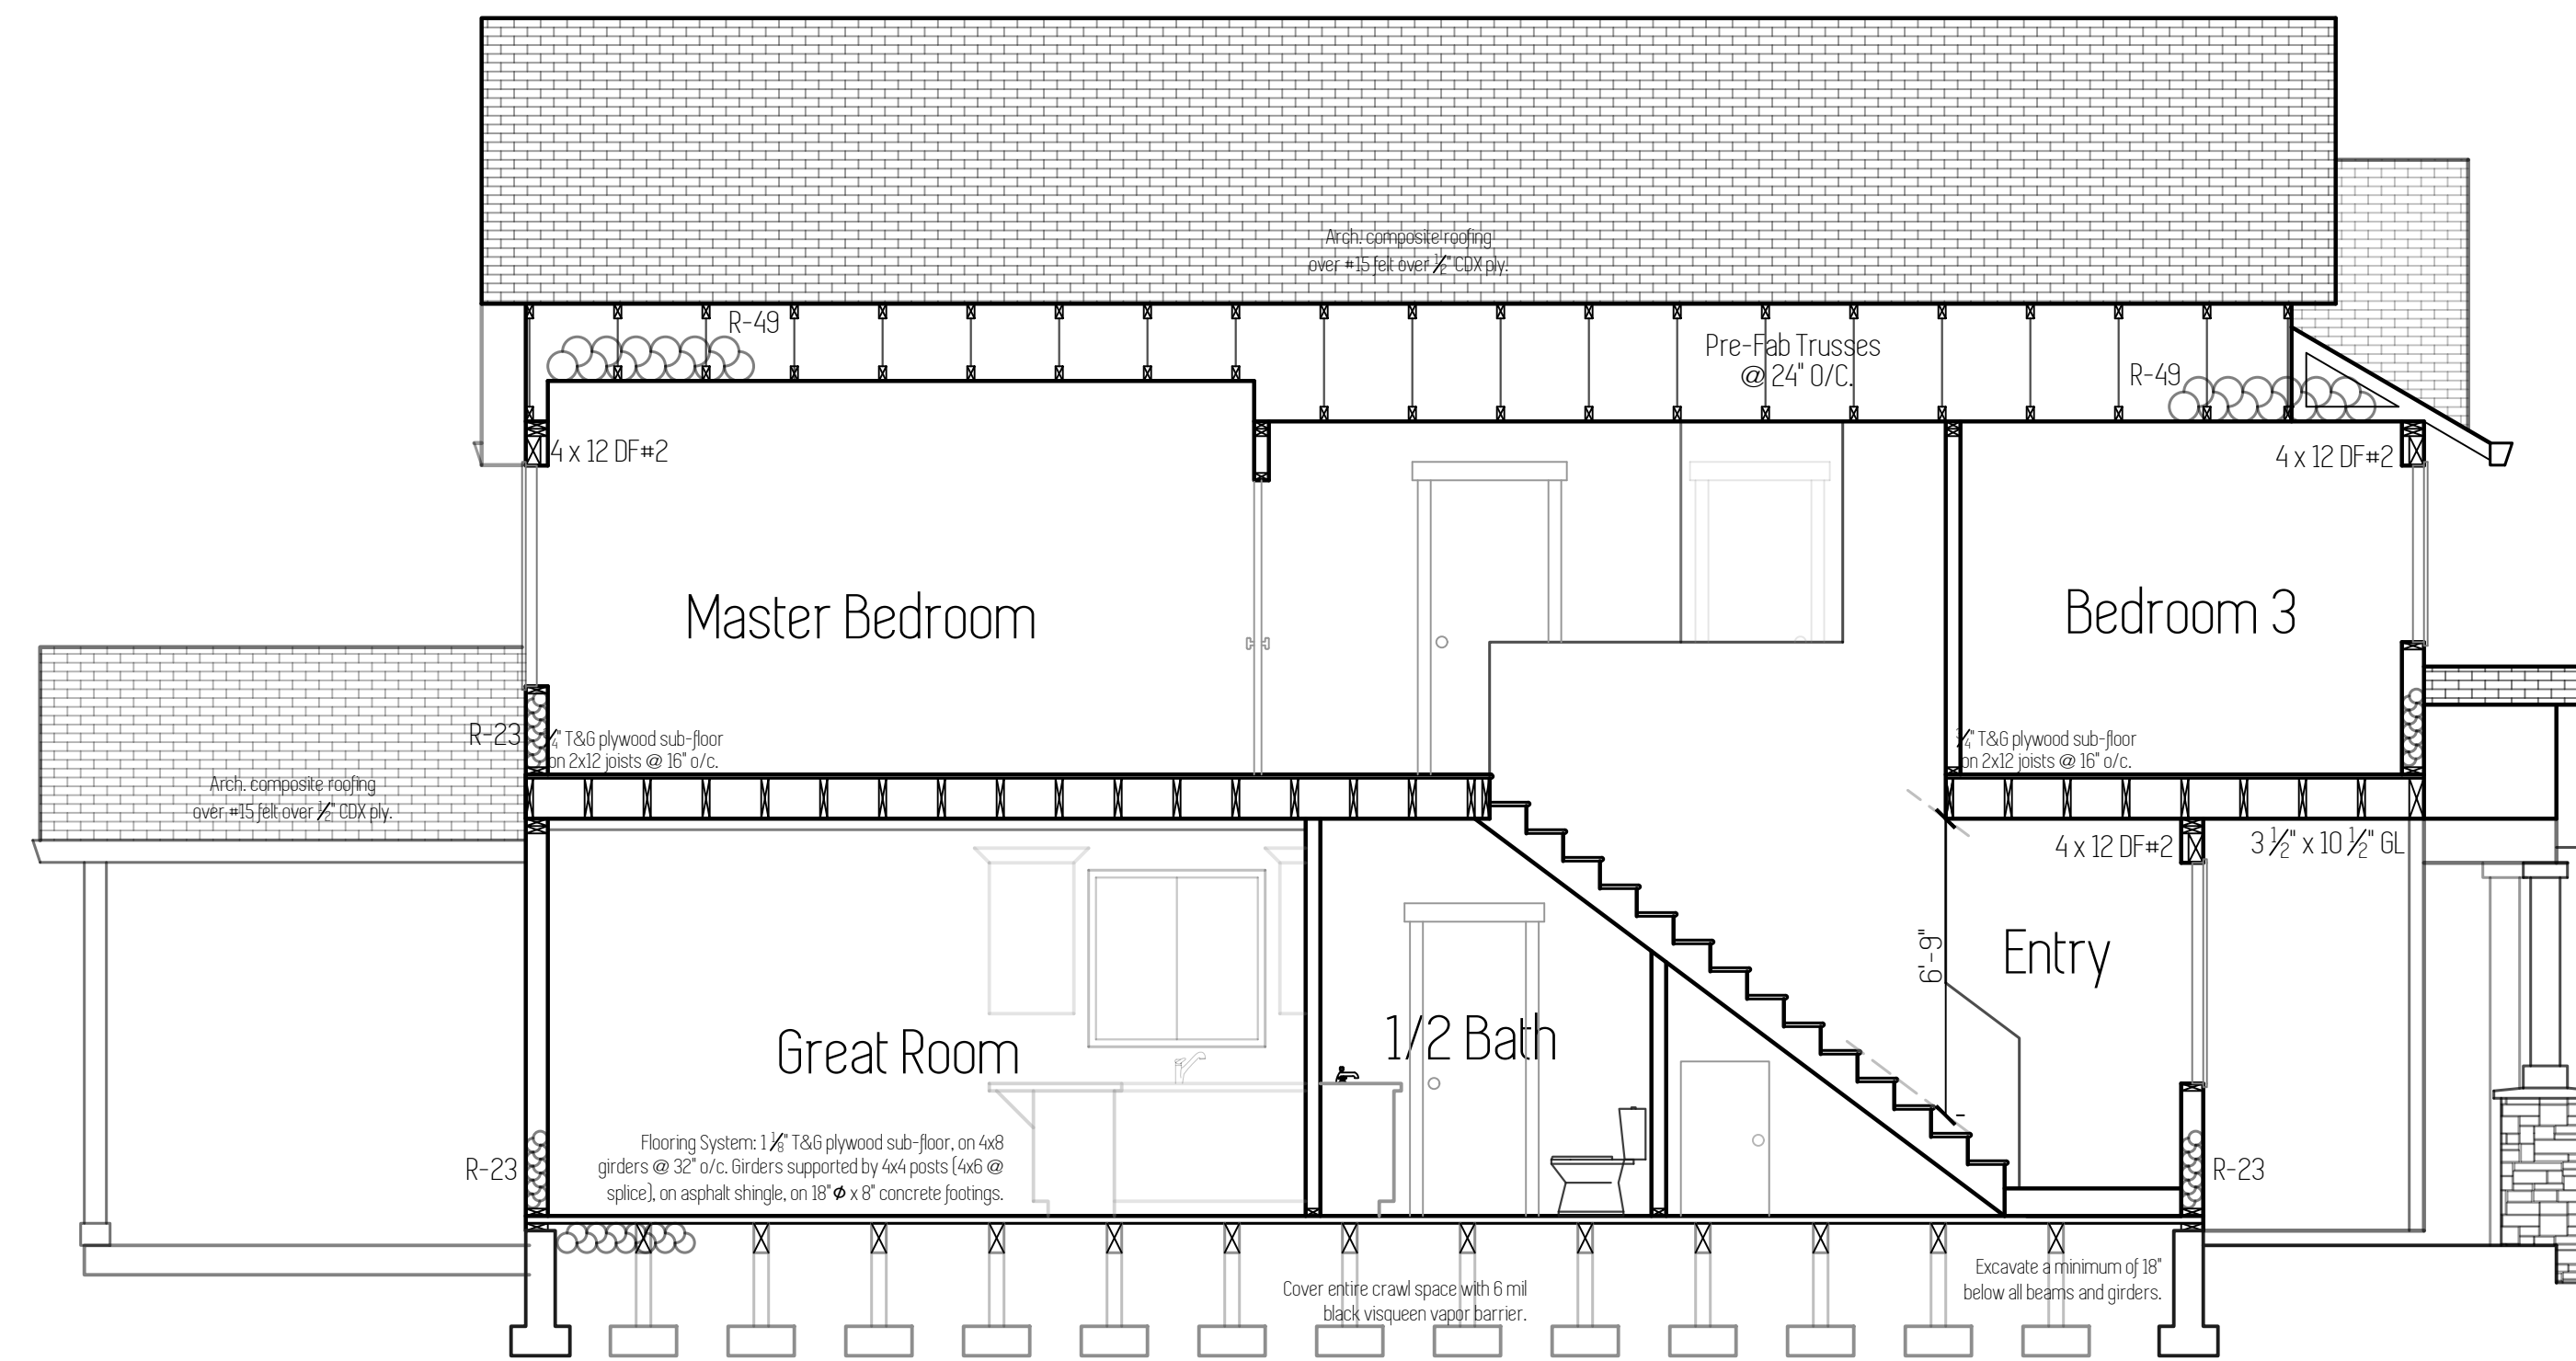 Arch. composite roofing
over #15 felt over 1/2" CDX ply.
R-49
Pre-Fab Trusses
@ 24" O/C.
R-49
4 x 12 DF#2
4 x 12 DF#2
Master Bedroom
Bedroom 3
R-23
3/4" T&G plywood sub-floor
on 2x12 joists @ 16" o/c.
3/4" T&G plywood sub-floor
on 2x12 joists @ 16" o/c.
Arch. composite roofing
over #15 felt over 1/2" CDX ply.
4 x 12 DF#2
3 1/2" x 10 1/2" GL
6'-9"
Entry
Great Room
1/2 Bath
Flooring System: 1 1/8" T&G plywood sub-floor, on 4x8
girders @ 32" o/c. Girders supported by 4x4 posts (4x6 @
splice), on asphalt shingle, on 18"Ø x 8" concrete footings.
R-23
R-23
Cover entire crawl space with 6 mil
black visqueen vapor barrier.
Excavate a minimum of 18"
below all beams and girders.